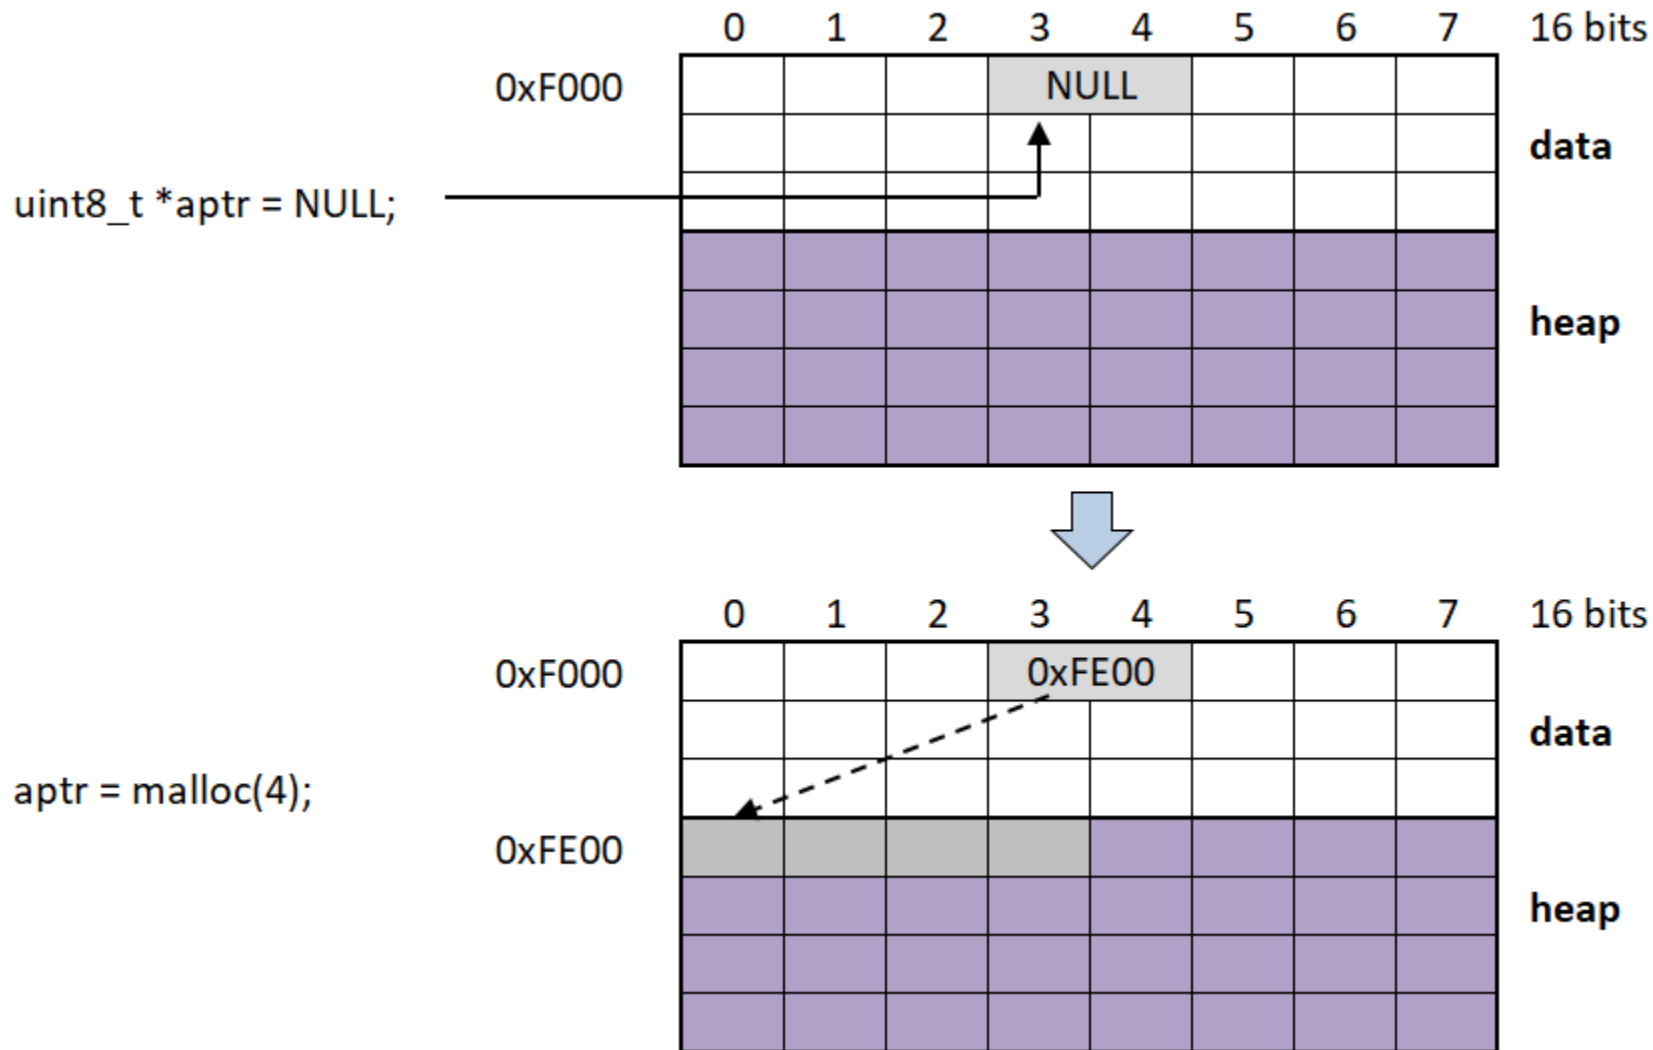 0 1 2 3 4 5 6 7 16 bits
0xF000 NULL
data
uint8_t *aptr = NULL;
heap
0 1 2 3 4 5 6 7 16 bits
0xF000 0xFE00
data
aptr = malloc(4);
0xFE00
heap